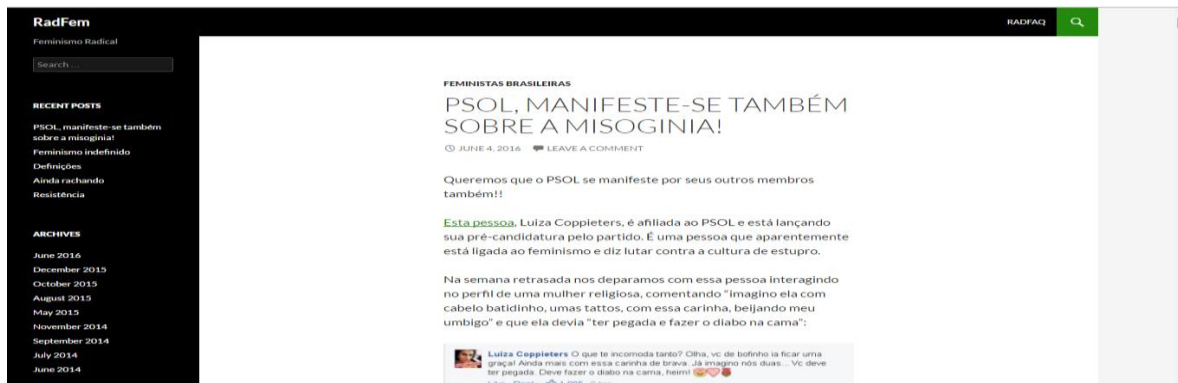 RadFem
RADFAQ
Feminismo Radical
Search ...
RECENT POSTS
PSOL, manifeste-se também
sobre a misoginia!
Feminismo indefinido
Definições
Ainda rachando
Resistência
ARCHIVES
June 2016
December 2015
October 2015
August 2015
May 2015
November 2014
September 2014
July 2014
June 2014
FEMINISTAS BRASILEIRAS
PSOL, MANIFESTE-SE TAMBÉM
SOBRE A MISOGINIA!
JUNE 4, 2016 LEAVE A COMMENT
Queremos que o PSOL se manifeste por seus outros membros
também!!
Esta pessoa, Luiza Coppieters, é afiliada ao PSOL e está lançando
sua pré-candidatura pelo partido. É uma pessoa que aparentemente
está ligada ao feminismo e diz lutar contra a cultura de estupro.
Na semana retrasada nos deparamos com essa pessoa interagindo
no perfil de uma mulher religiosa, comentando “imagino ela com
cabelo batidinho, umas tattos, com essa carinha, beijando meu
umbigo” e que ela devia “ter pegada e fazer o diabo na cama”:
Luiza Coppieters O que te incomoda tanto? Olha, vc de bofinho ia ficar uma
graça! Ainda mais com essa carinha de brava. Já imagino nós duas... Vc deve
ter pegada. Deve fazer o diabo na cama, heim!